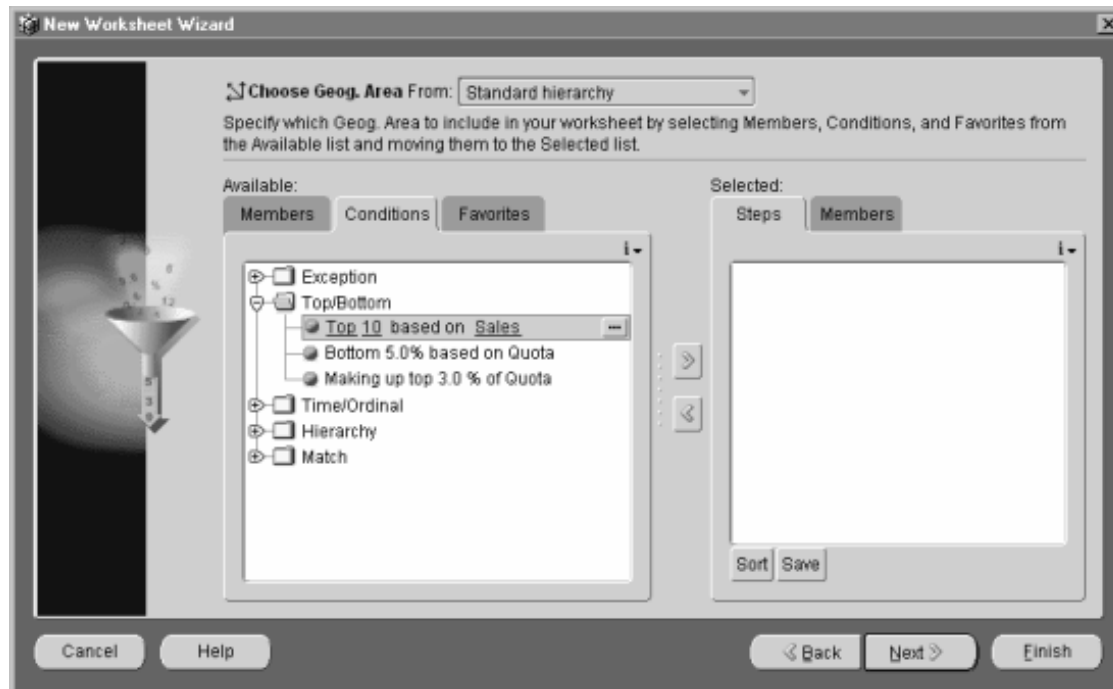 New Worksheet Wizard
Choose Geog. Area From: Standard hierarchy
Specify which Geog. Area to include in your worksheet by selecting Members, Conditions, and Favorites from
the Available list and moving them to the Selected list.
Available:
Members Conditions Favorites
Exception
Top/Bottom
Top 10 based on Sales
Bottom 5.0% based on Quota
Making up top 3.0 % of Quota
Time/Ordinal
Hierarchy
Match
Selected:
Steps Members
Sort Save
Cancel Help Back Next Finish